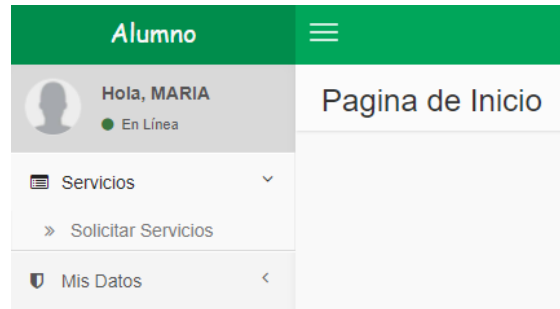 Alumno
Hola, MARIA
En Línea
Pagina de Inicio
Servicios
Solicitar Servicios
Mis Datos